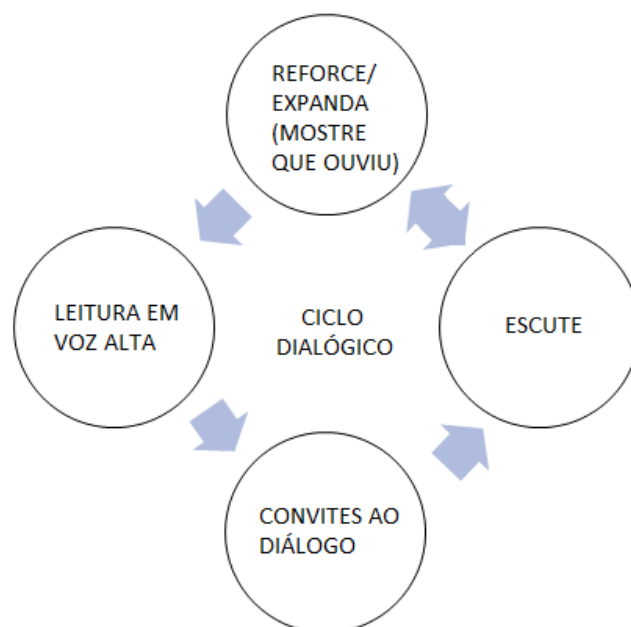 REFORCE/
EXPANDA
(MOSTRE
QUE OUVIU)
LEITURA EM
VOZ ALTA
CICLO
DIALÓGICO
ESCUTE
CONVITES AO
DIÁLOGO